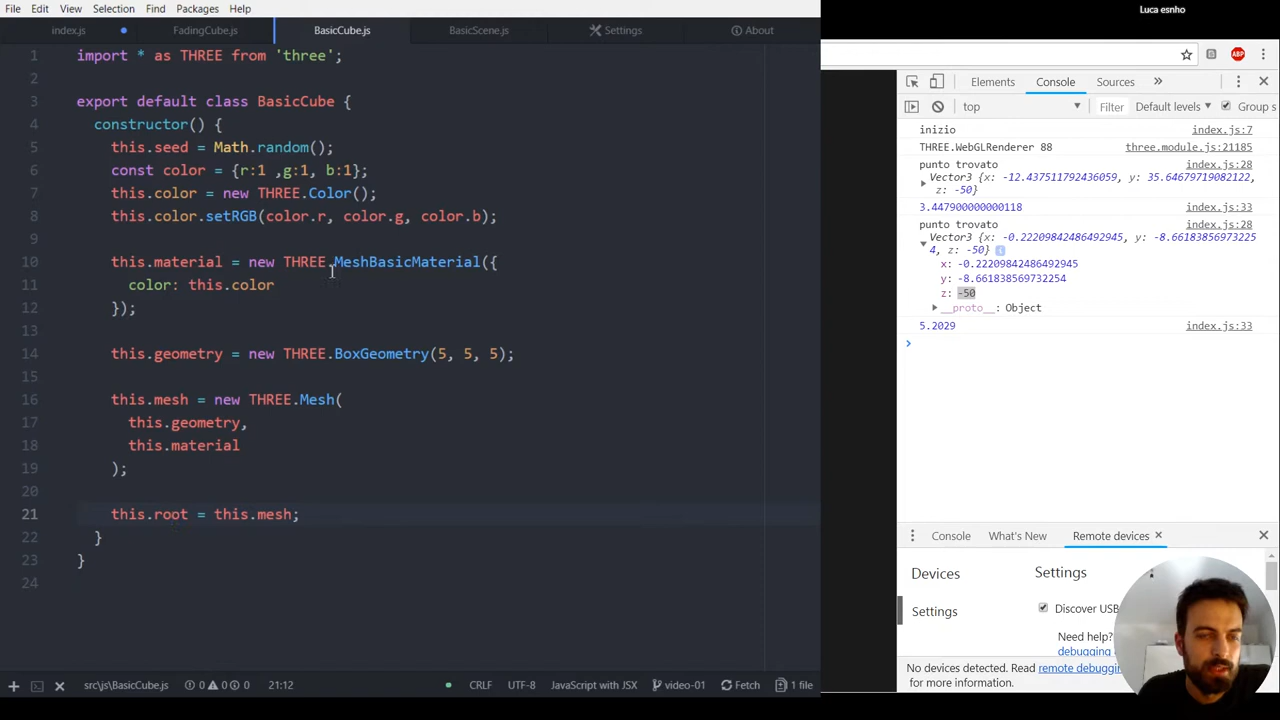 File Edit View Selection Find Packages Help
Luca esnho
index.js FadingCube.js BasicCube.js BasicScene.js Settings About
1 import * as THREE from 'three';
2
3 export default class BasicCube {
4 constructor() {
5 this.seed = Math.random();
6 const color = {r:1 ,g:1, b:1};
7 this.color = new THREE.Color();
8 this.color.setRGB(color.r, color.g, color.b);
9
10 this.material = new THREE.MeshBasicMaterial({
11 color: this.color
12 });
13
14 this.geometry = new THREE.BoxGeometry(5, 5, 5);
15
16 this.mesh = new THREE.Mesh(
17 this.geometry,
18 this.material
19 );
20
21 this.root = this.mesh;
22 }
23 }
24
src\js\BasicCube.js 0 0 0 21:12 CRLF UTF-8 JavaScript with JSX video-01 Fetch 1 file
ABP
Elements Console Sources »
top Filter Default levels Group s
inizio index.js:7
THREE.WebGLRenderer 88 three.module.js:21185
punto trovato index.js:28
Vector3 {x: -12.437511792436059, y: 35.64679719082122,
z: -50}
3.447900000000118 index.js:33
punto trovato index.js:28
Vector3 {x: -0.22209842486492945, y: -8.66183856973225
4, z: -50}
x: -0.22209842486492945
y: -8.661838569732254
z: -50
__proto__: Object
5.2029 index.js:33
Console What's New Remote devices
Devices Settings
Settings Discover USB
Need help?
debugging
No devices detected. Read remote debugging
for more information.